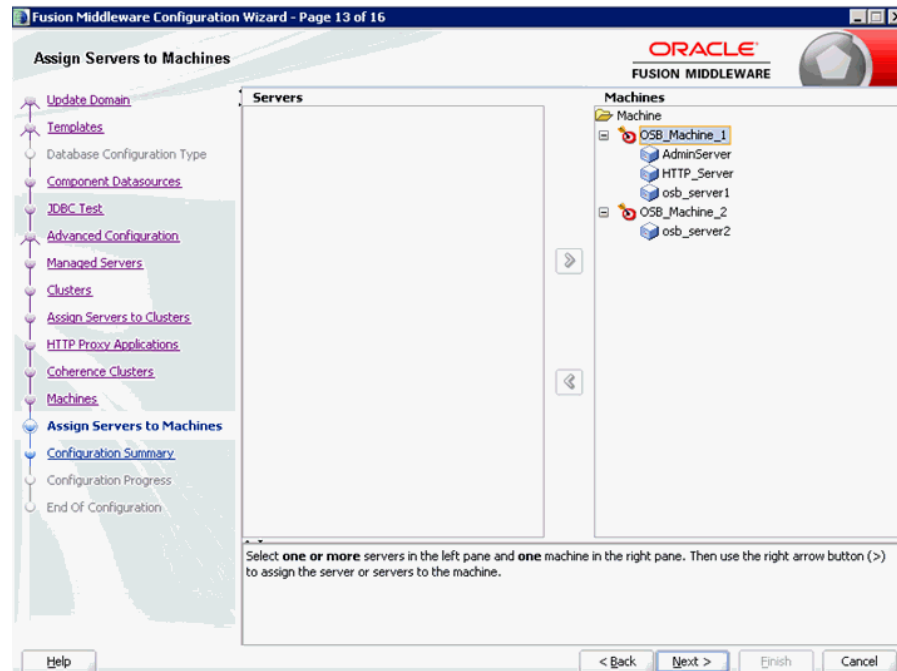 Fusion Middleware Configuration Wizard - Page 13 of 16
Assign Servers to Machines
ORACLE
FUSION MIDDLEWARE
Update Domain
Templates
Database Configuration Type
Component Datasources
JDBC Test
Advanced Configuration
Managed Servers
Clusters
Assign Servers to Clusters
HTTP Proxy Applications
Coherence Clusters
Machines
Assign Servers to Machines
Configuration Summary
Configuration Progress
End Of Configuration
Servers
Machines
Machine
OSB_Machine_1
AdminServer
HTTP_Server
osb_server1
OSB_Machine_2
osb_server2
Select one or more servers in the left pane and one machine in the right pane. Then use the right arrow button (>)
to assign the server or servers to the machine.
Help
< Back
Next >
Finish
Cancel